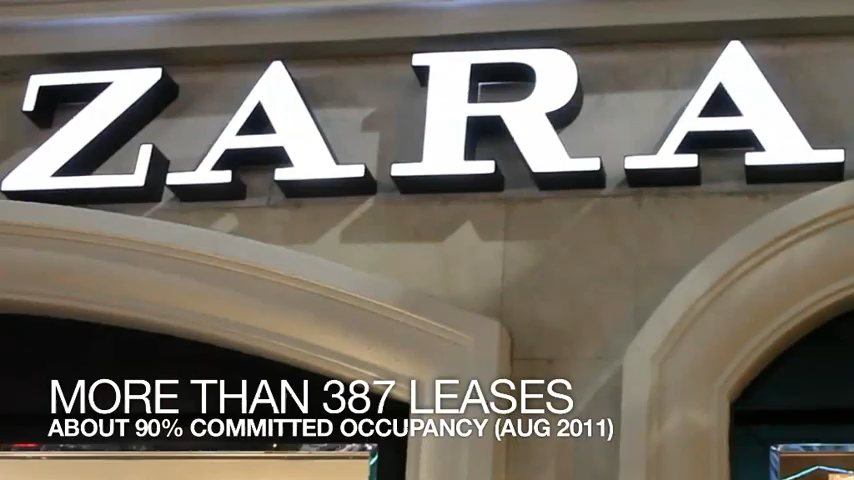 ZARA
MORE THAN 387 LEASES
ABOUT 90% COMMITTED OCCUPANCY (AUG 2011)